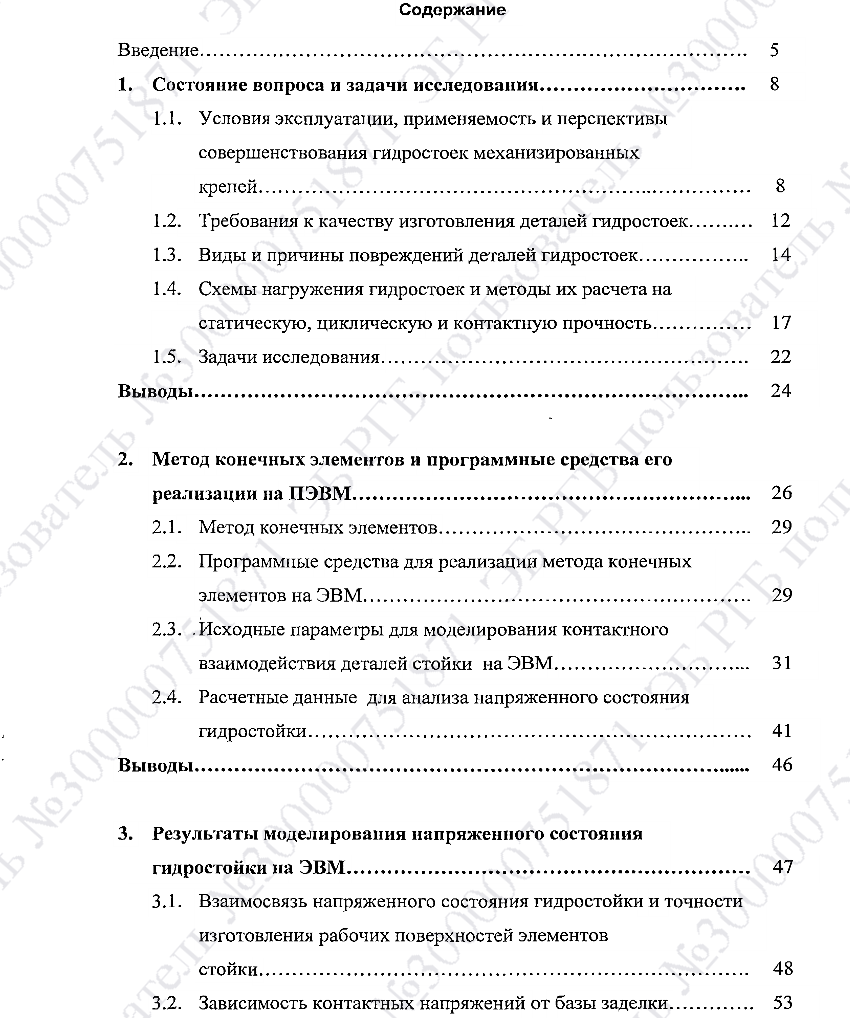 Содержание
Введение........ 5
1. Состояние вопроса и задачи исследования........ 8
1.1. Условия эксплуатации, применяемость и перспективы
совершенствования гидростоек механизированных
крепей........ 8
1.2. Требования к качеству изготовления деталей гидростоек........ 12
1.3. Виды и причины повреждений деталей гидростоек........ 14
1.4. Схемы нагружения гидростоек и методы их расчета на
статическую, циклическую и контактную прочность........ 17
1.5. Задачи исследования........ 22
Выводы........ 24
2. Метод конечных элементов и программные средства его
реализации на ПЭВМ........ 26
2.1. Метод конечных элементов........ 29
2.2. Программные средства для реализации метода конечных
элементов на ЭВМ........ 29
2.3. Исходные параметры для моделирования контактного
взаимодействия деталей стойки на ЭВМ........ 31
2.4. Расчетные данные для анализа напряженного состояния
гидростойки........ 41
Выводы........ 46
3. Результаты моделирования напряженного состояния
гидростойки на ЭВМ........ 47
3.1. Взаимосвязь напряженного состояния гидростойки и точности
изготовления рабочих поверхностей элементов
стойки........ 48
3.2. Зависимость контактных напряжений от базы заделки........ 53